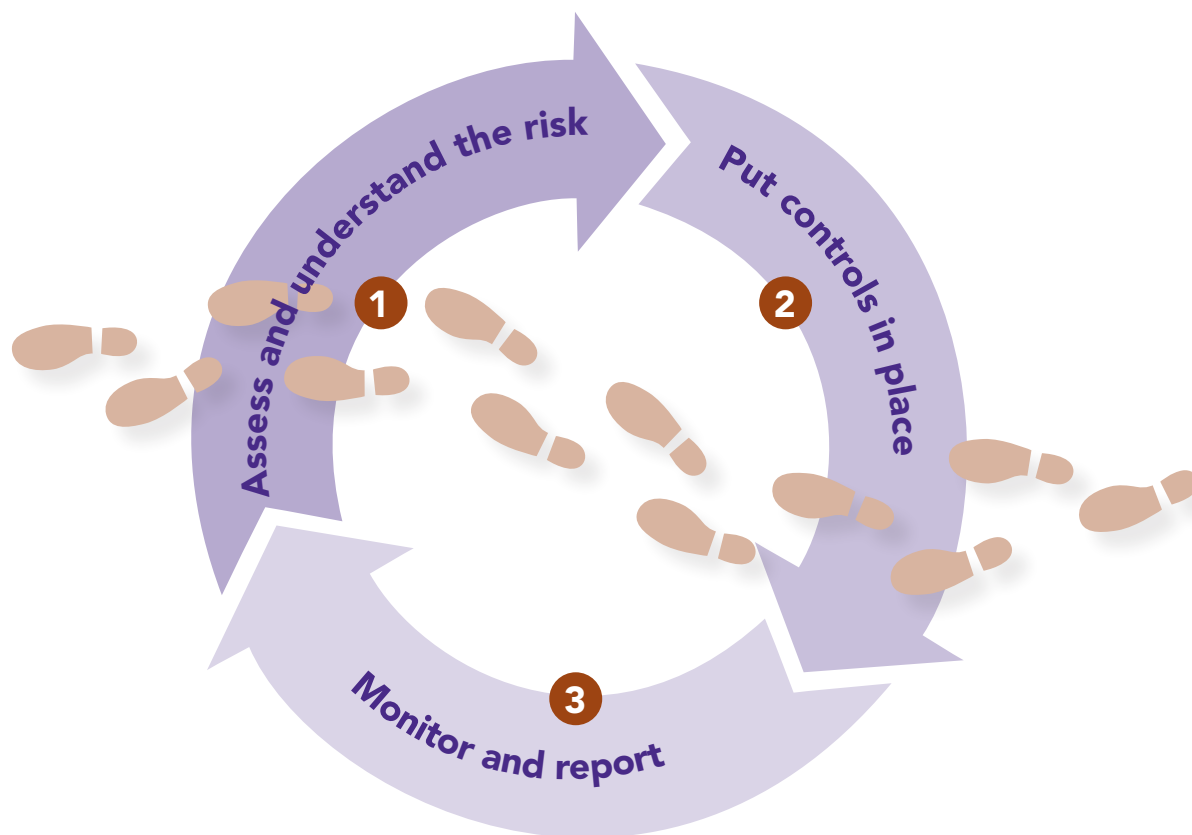 1
Assess and understand the risk
2
Put controls in place
3
Monitor and report